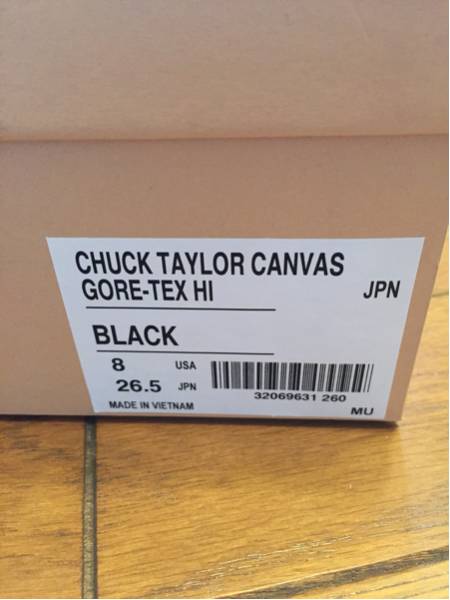 CHUCK TAYLOR CANVAS
GORE-TEX HI
JPN
BLACK
8 USA
26.5 JPN
MADE IN VIETNAM
32069631 260
MU